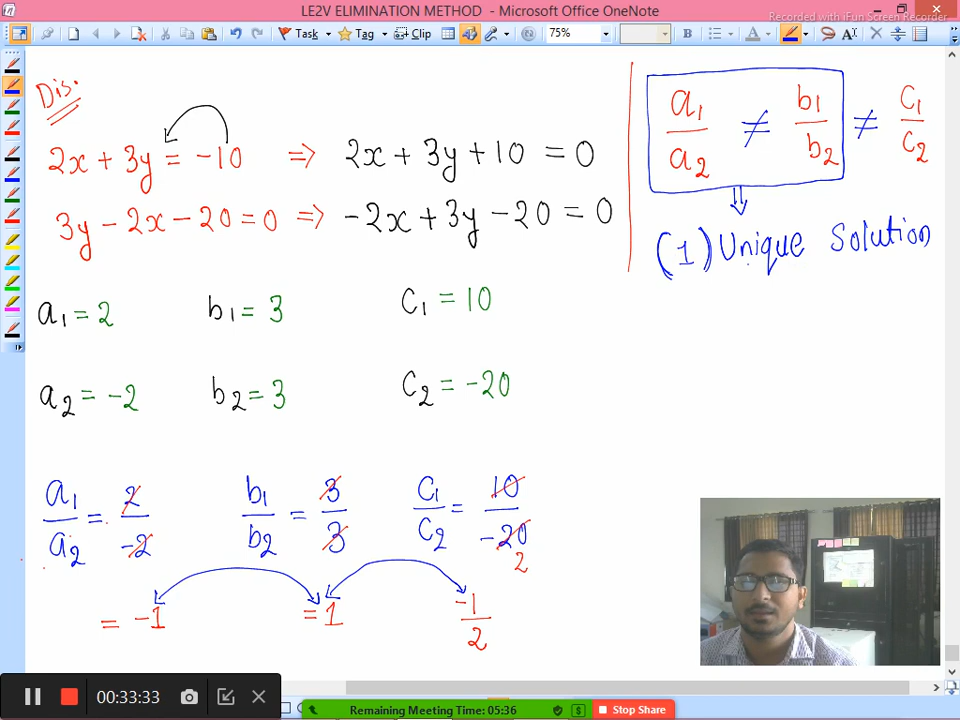 LE2V ELIMINATION METHOD - Microsoft Office OneNote
Recorded with iFun Screen Recorder
Task Tag Clip 75% B A A
Dis:
2x + 3y = -10 ⇒ 2x + 3y + 10 = 0
3y - 2x - 20 = 0 ⇒ -2x + 3y - 20 = 0
a1/a2 ≠ b1/b2 ≠ c1/c2
(1) Unique Solution
a1 = 2 b1 = 3 c1 = 10
a2 = -2 b2 = 3 c2 = -20
a1/a2 = 2/-2 b1/b2 = 3/3 c1/c2 = 10/-20
2
= -1 = 1 -1/2
00:33:33
Remaining Meeting Time: 05:36 $ Stop Share